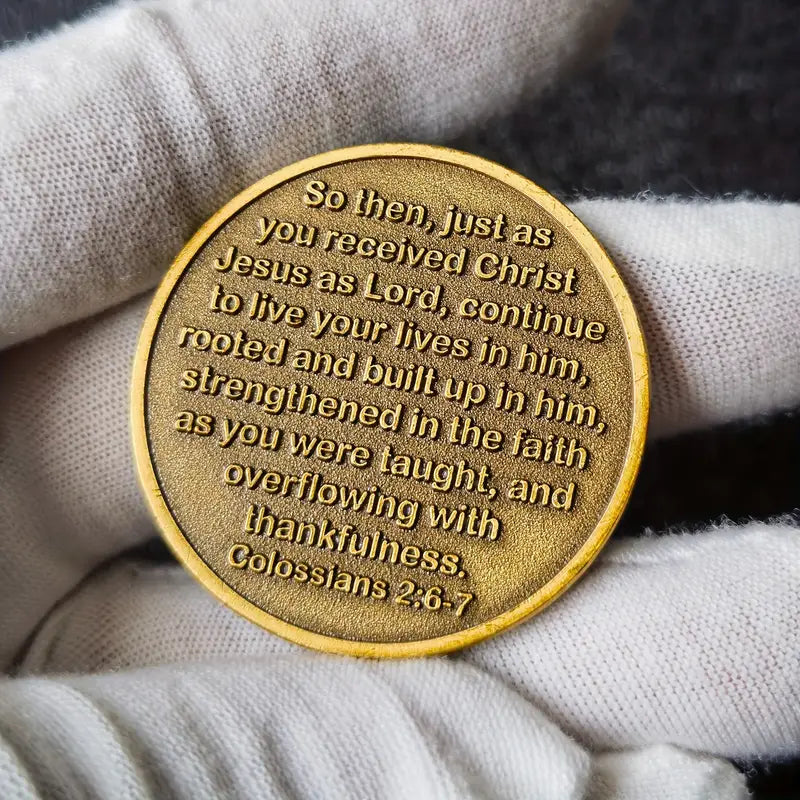 So then, just as
you received Christ
Jesus as Lord, continue
to live your lives in him,
rooted and built up in him,
strengthened in the faith
as you were taught, and
overflowing with
thankfulness.
Colossians 2:6-7